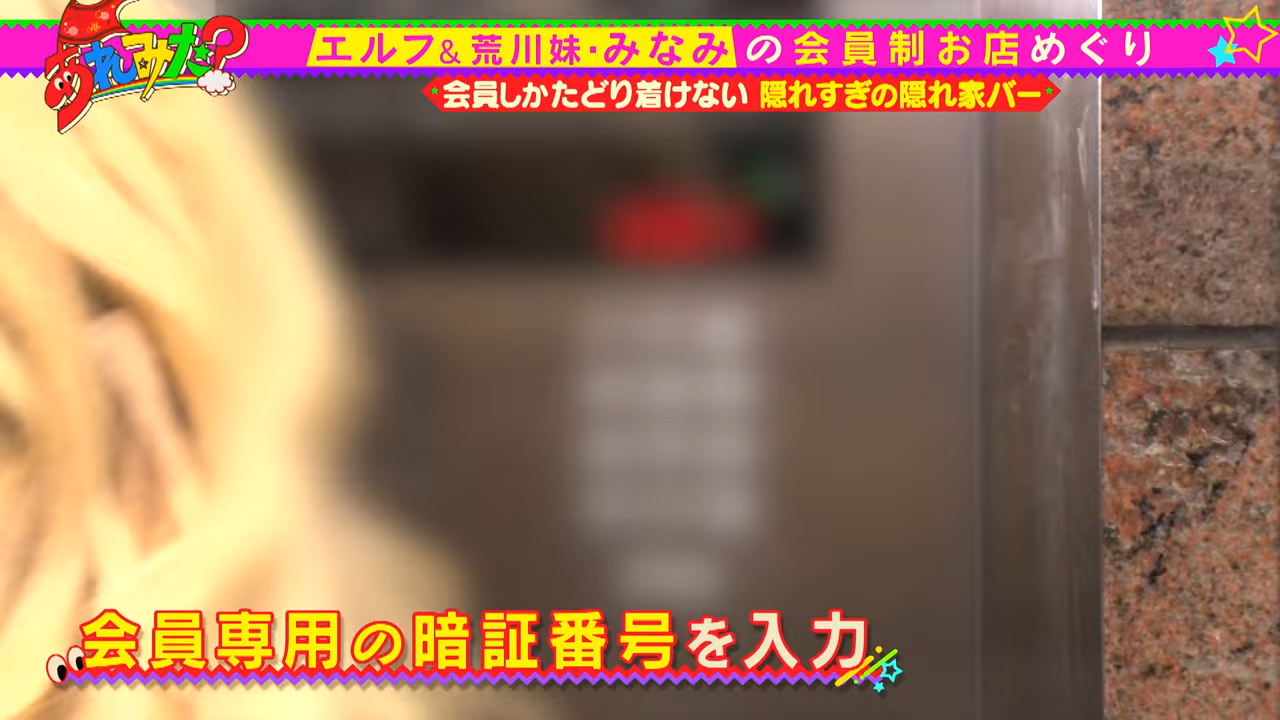 あれみた?
エルフ&荒川妹・みなみの会員制お店めぐり
会員しかたどり着けない 隠れすぎの隠れ家バー
会員専用の暗証番号を入力